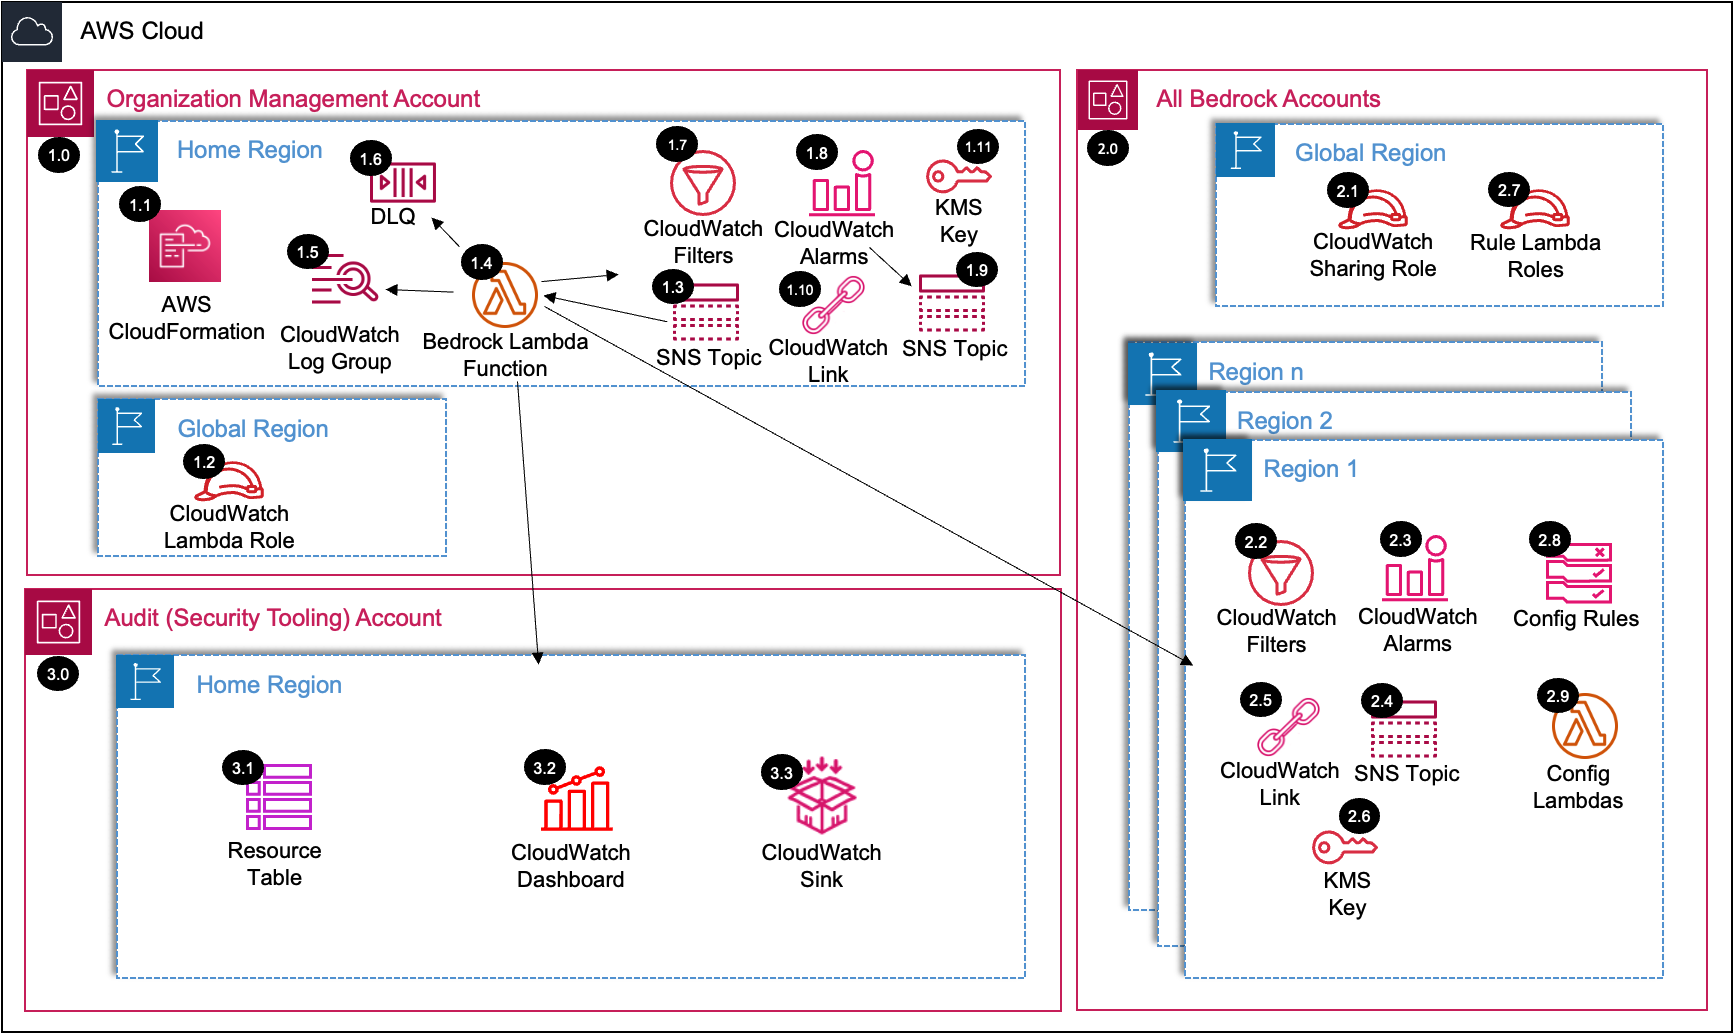 AWS Cloud
Organization Management Account
1.0
Home Region
1.1
AWS
CloudFormation
1.6
DLQ
1.5
CloudWatch
Log Group
1.4
Bedrock Lambda
Function
1.7
CloudWatch
Filters
1.8
CloudWatch
Alarms
1.11
KMS
Key
1.3
SNS Topic
1.10
CloudWatch
Link
1.9
SNS Topic
Global Region
1.2
CloudWatch
Lambda Role
Audit (Security Tooling) Account
3.0
Home Region
3.1
Resource
Table
3.2
CloudWatch
Dashboard
3.3
CloudWatch
Sink
All Bedrock Accounts
2.0
Global Region
2.1
CloudWatch
Sharing Role
2.7
Rule Lambda
Roles
Region n
Region 2
Region 1
2.2
CloudWatch
Filters
2.3
CloudWatch
Alarms
2.8
Config Rules
2.5
CloudWatch
Link
2.4
SNS Topic
2.9
Config
Lambdas
2.6
KMS
Key